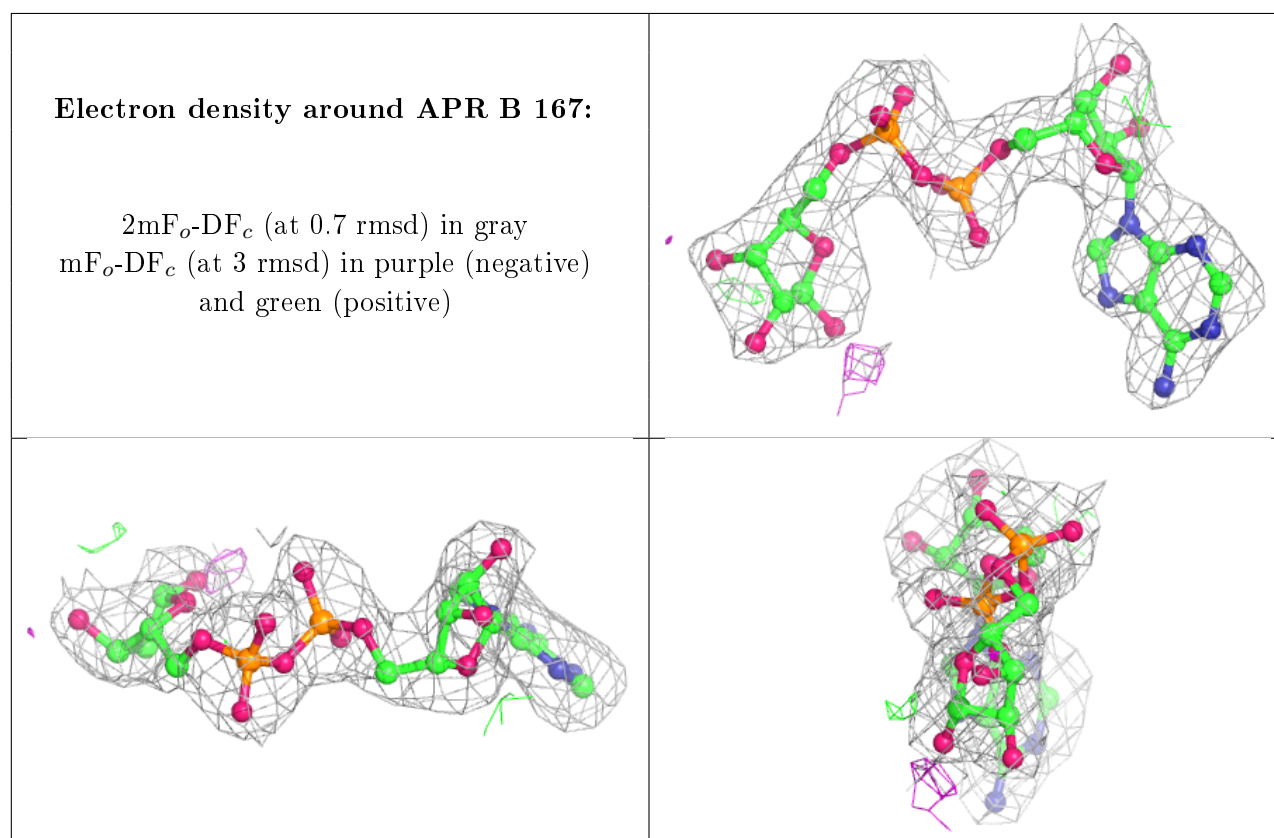 Electron density around APR B 167:
2mFo-DFc (at 0.7 rmsd) in gray
mFo-DFc (at 3 rmsd) in purple (negative)
and green (positive)